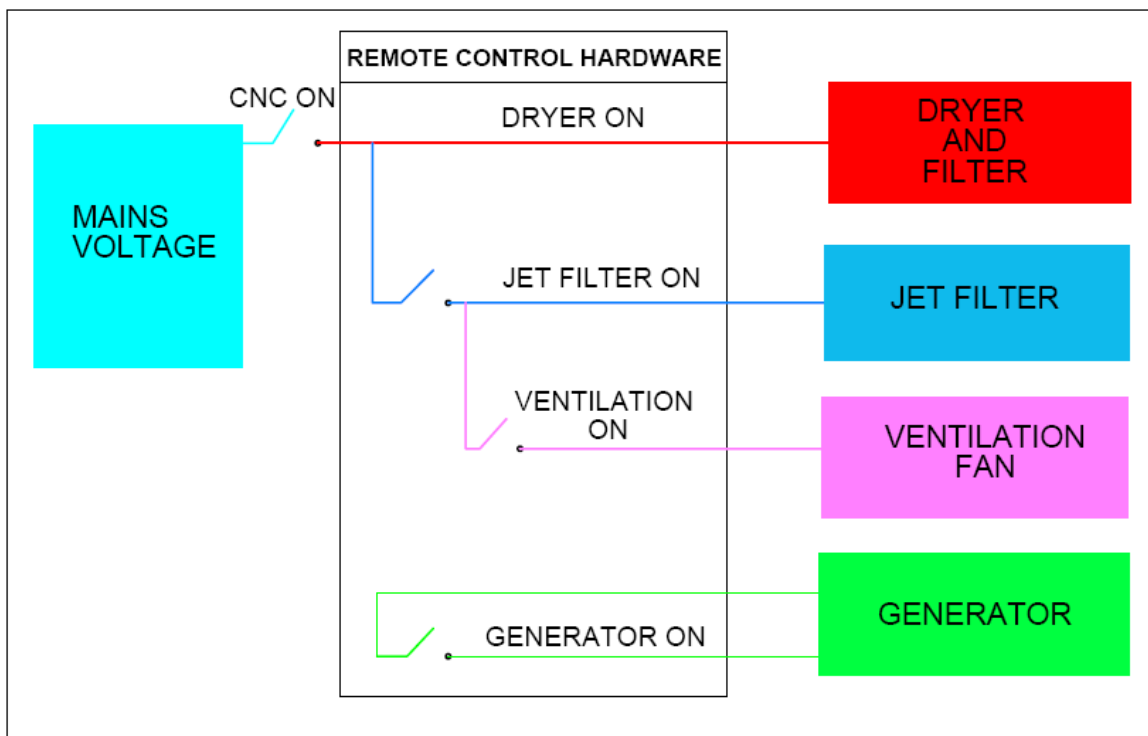 REMOTE CONTROL HARDWARE
CNC ON
DRYER ON
DRYER
AND
FILTER
MAINS
VOLTAGE
JET FILTER ON
JET FILTER
VENTILATION
ON
VENTILATION
FAN
GENERATOR ON
GENERATOR